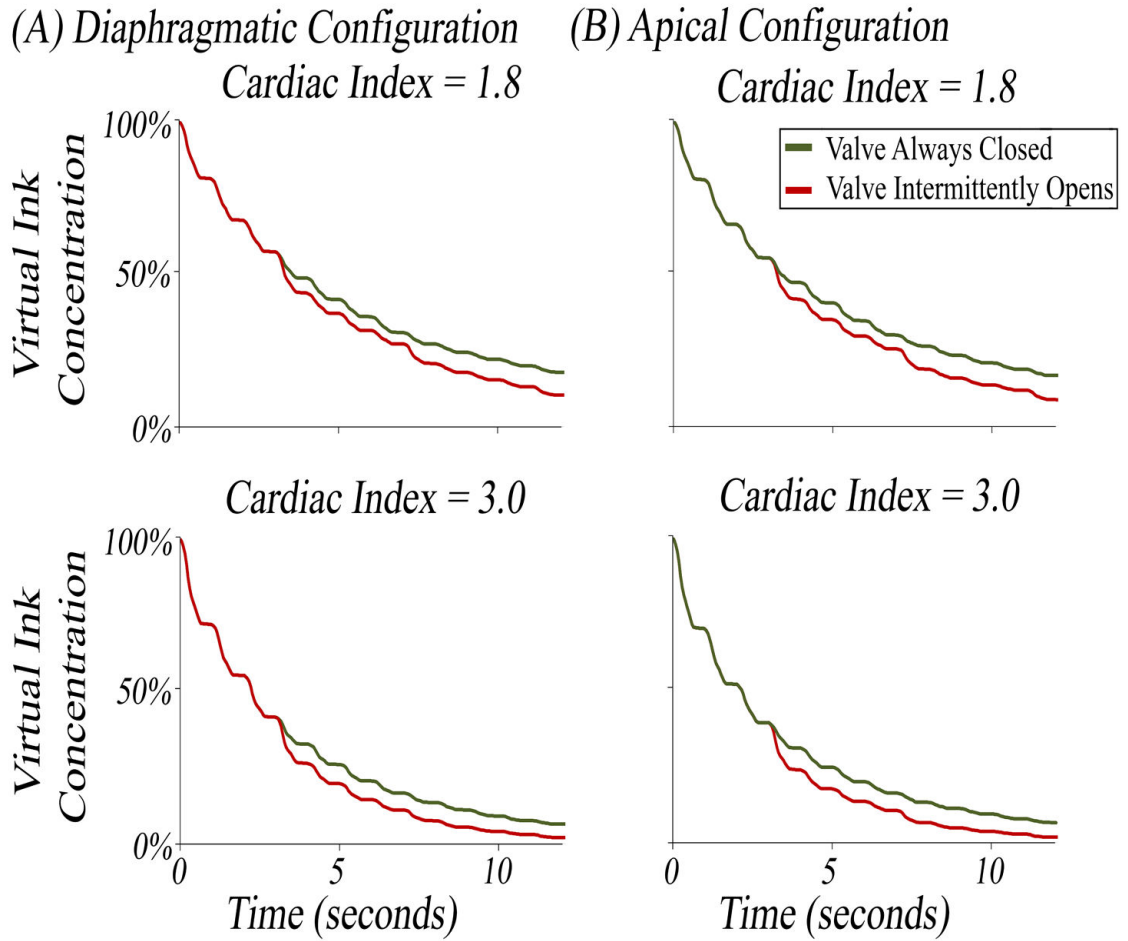 (A) Diaphragmatic Configuration
Cardiac Index = 1.8
Virtual Ink
Concentration
100%
50%
0%
(B) Apical Configuration
Cardiac Index = 1.8
Valve Always Closed
Valve Intermittently Opens
Cardiac Index = 3.0
Virtual Ink
Concentration
100%
50%
0%
0 5 10
Time (seconds)
Cardiac Index = 3.0
0 5 10
Time (seconds)